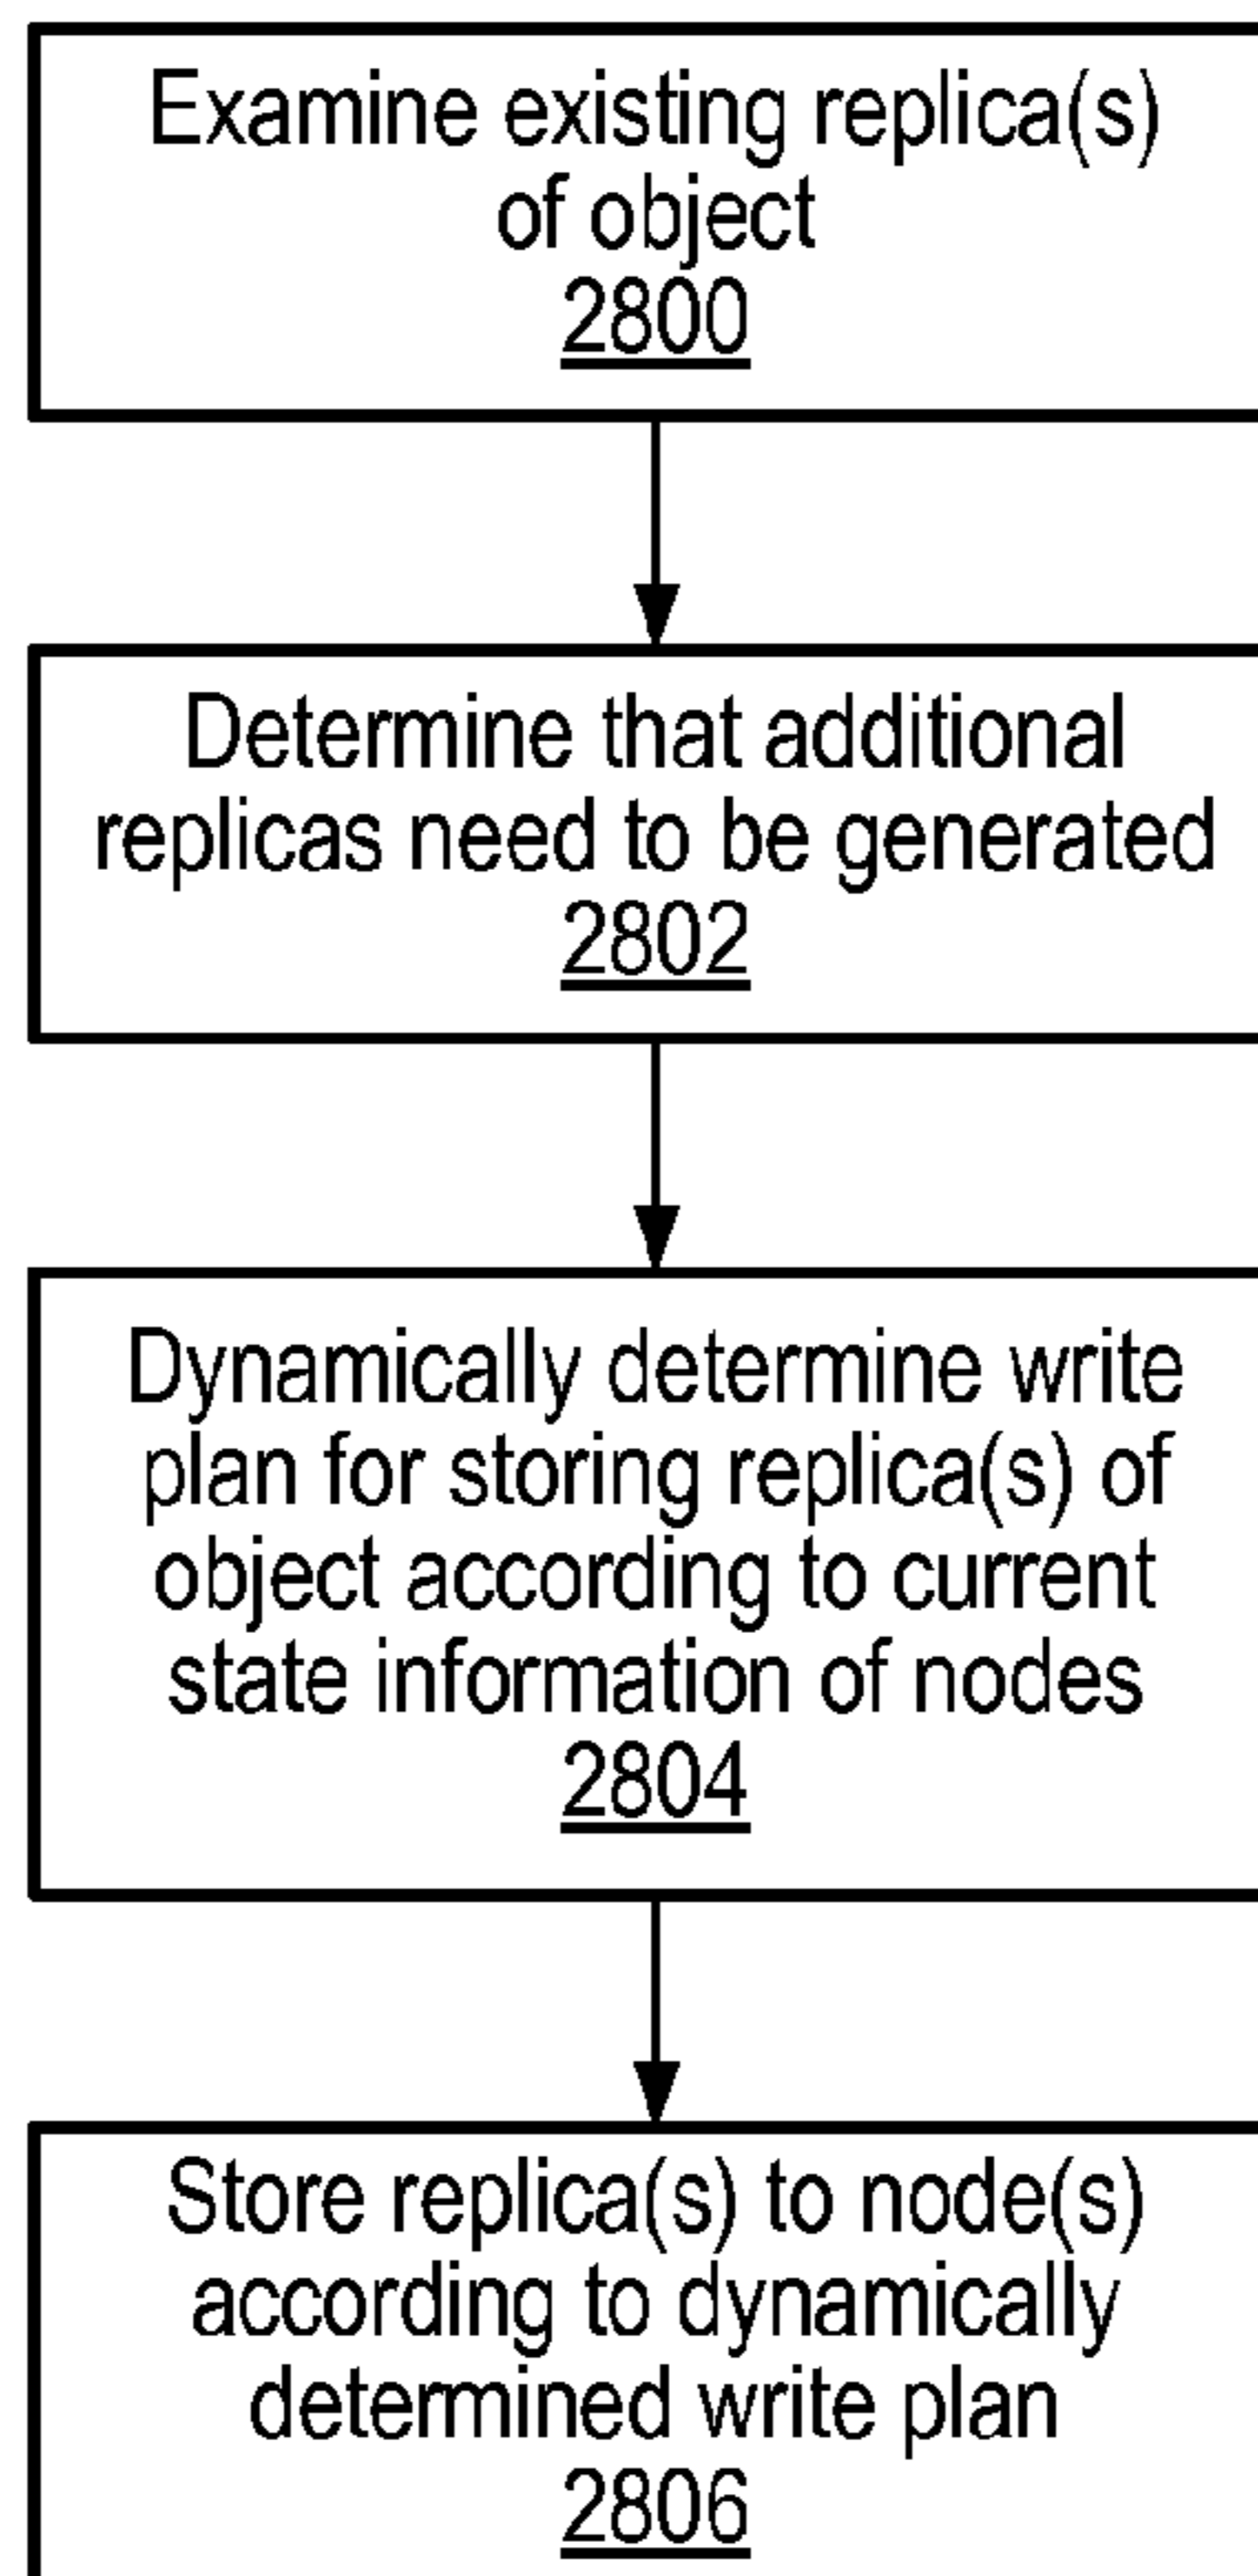 Examine existing replica(s)
of object
2800
Determine that additional
replicas need to be generated
2802
Dynamically determine write
plan for storing replica(s) of
object according to current
state information of nodes
2804
Store replica(s) to node(s)
according to dynamically
determined write plan
2806